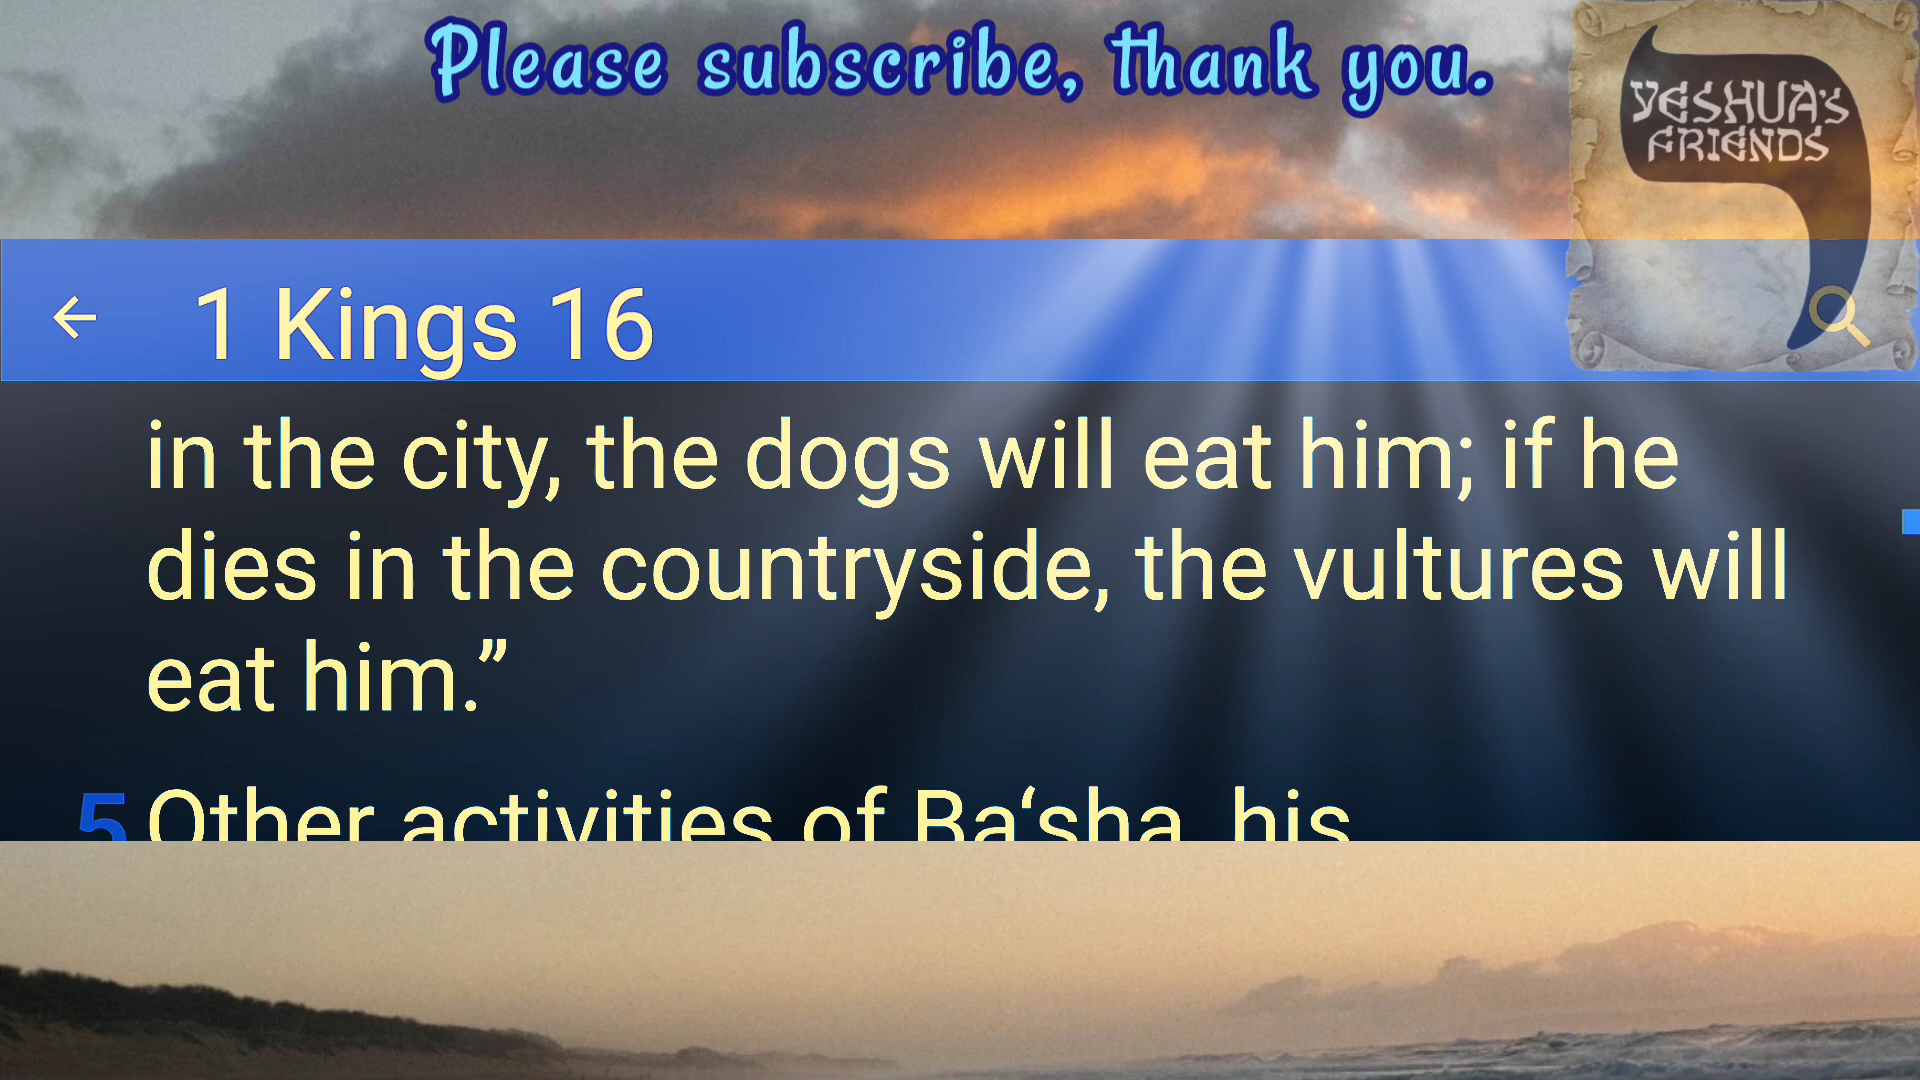 Please subscribe, thank you.
YESHUA'S
FRIENDS
1 Kings 16
in the city, the dogs will eat him; if he
dies in the countryside, the vultures will
eat him.”
5 Other activities of Ba‘sha, his